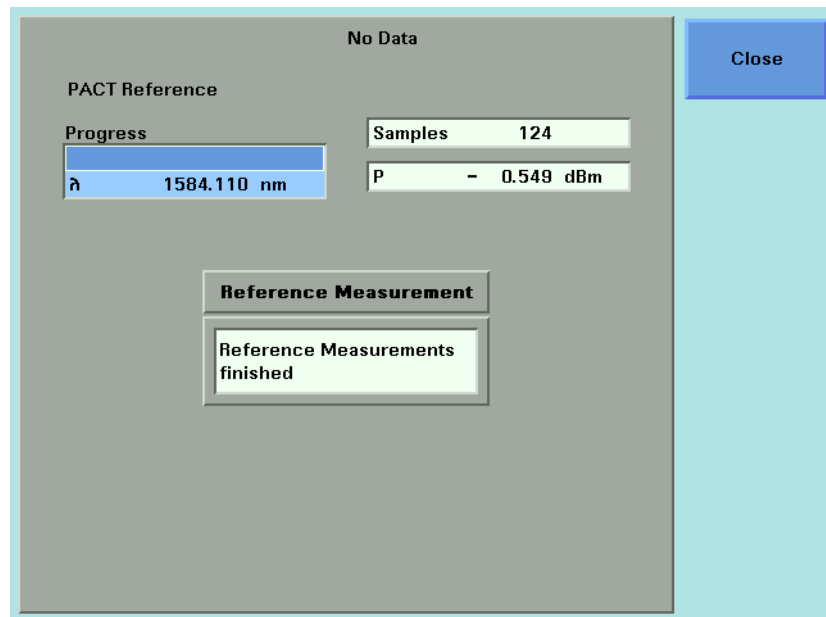 No Data
Close
PACT Reference
Progress
Samples 124
λ 1584.110 nm
P - 0.549 dBm
Reference Measurement
Reference Measurements
finished